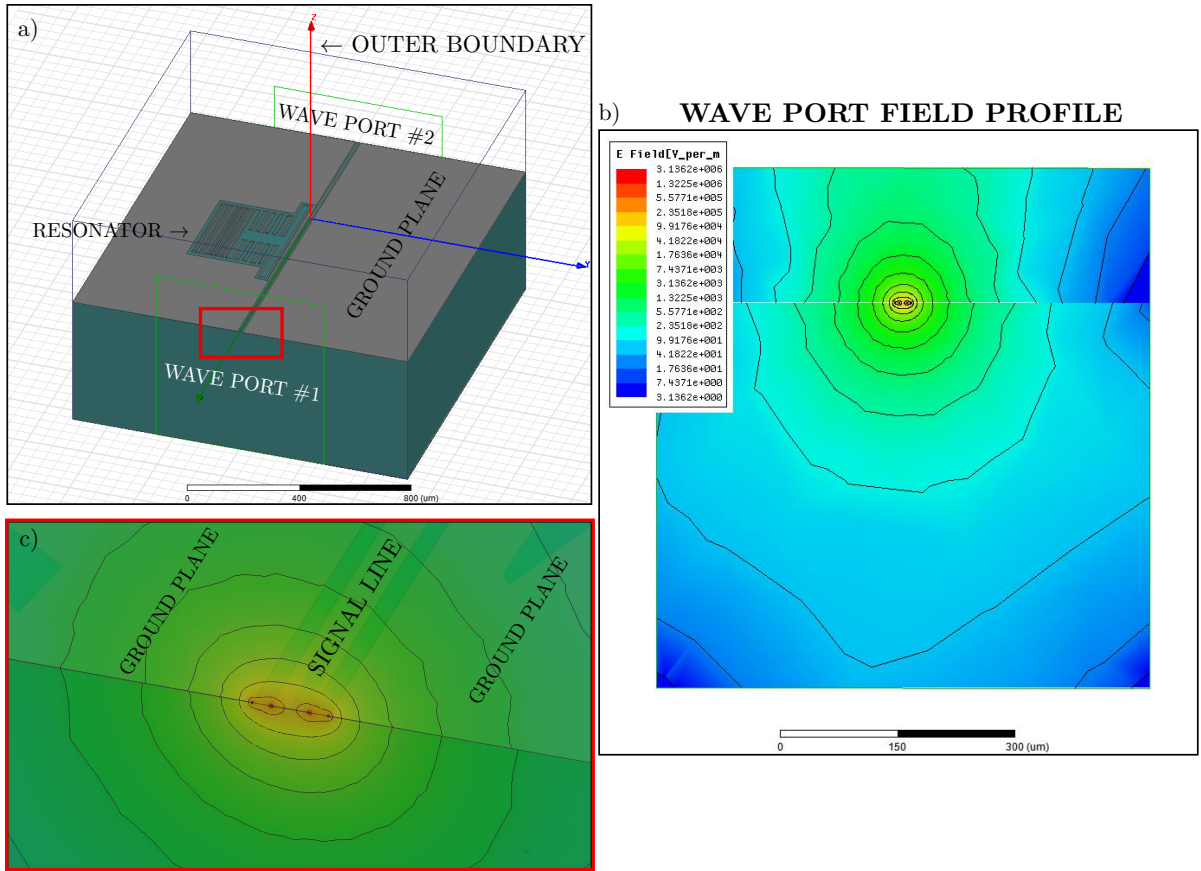 a)
Z
← OUTER BOUNDARY
WAVE PORT #2
RESONATOR →
GROUND PLANE
Y
WAVE PORT #1
0 400 800 (um)
b) WAVE PORT FIELD PROFILE
E Field[V_per_m
3.1362e+006
1.3225e+006
5.5771e+005
2.3518e+005
9.9176e+004
4.1822e+004
1.7636e+004
7.4371e+003
3.1362e+003
1.3225e+003
5.5771e+002
2.3518e+002
9.9176e+001
4.1822e+001
1.7636e+001
7.4371e+000
3.1362e+000
0 150 300 (um)
c)
GROUND PLANE
SIGNAL LINE
GROUND PLANE